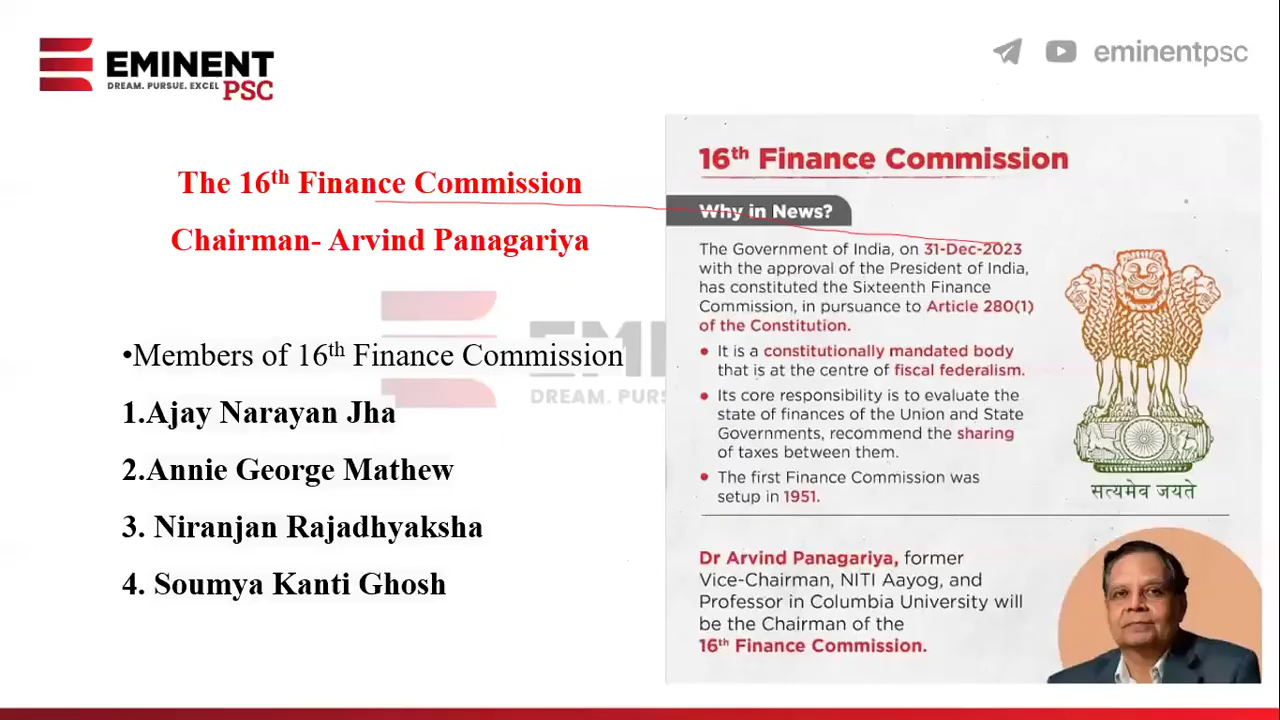 EMINENT
DREAM. PURSUE. EXCEL
PSC
eminentpsc
The 16th Finance Commission
Chairman- Arvind Panagariya
•Members of 16th Finance Commission
1.Ajay Narayan Jha
2.Annie George Mathew
3. Niranjan Rajadhyaksha
4. Soumya Kanti Ghosh
EM
DREAM. PURS
16th Finance Commission
Why in News?
The Government of India, on 31-Dec-2023
with the approval of the President of India,
has constituted the Sixteenth Finance
Commission, in pursuance to Article 280(1)
of the Constitution.
• It is a constitutionally mandated body
that is at the centre of fiscal federalism.
• Its core responsibility is to evaluate the
state of finances of the Union and State
Governments, recommend the sharing
of taxes between them.
• The first Finance Commission was
setup in 1951.
सत्यमेव जयते
Dr Arvind Panagariya, former
Vice-Chairman, NITI Aayog, and
Professor in Columbia University will
be the Chairman of the
16th Finance Commission.